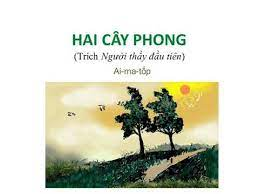 HAI CÂY PHONG
(Trích Người thầy đầu tiên)
Ai-ma-tốp